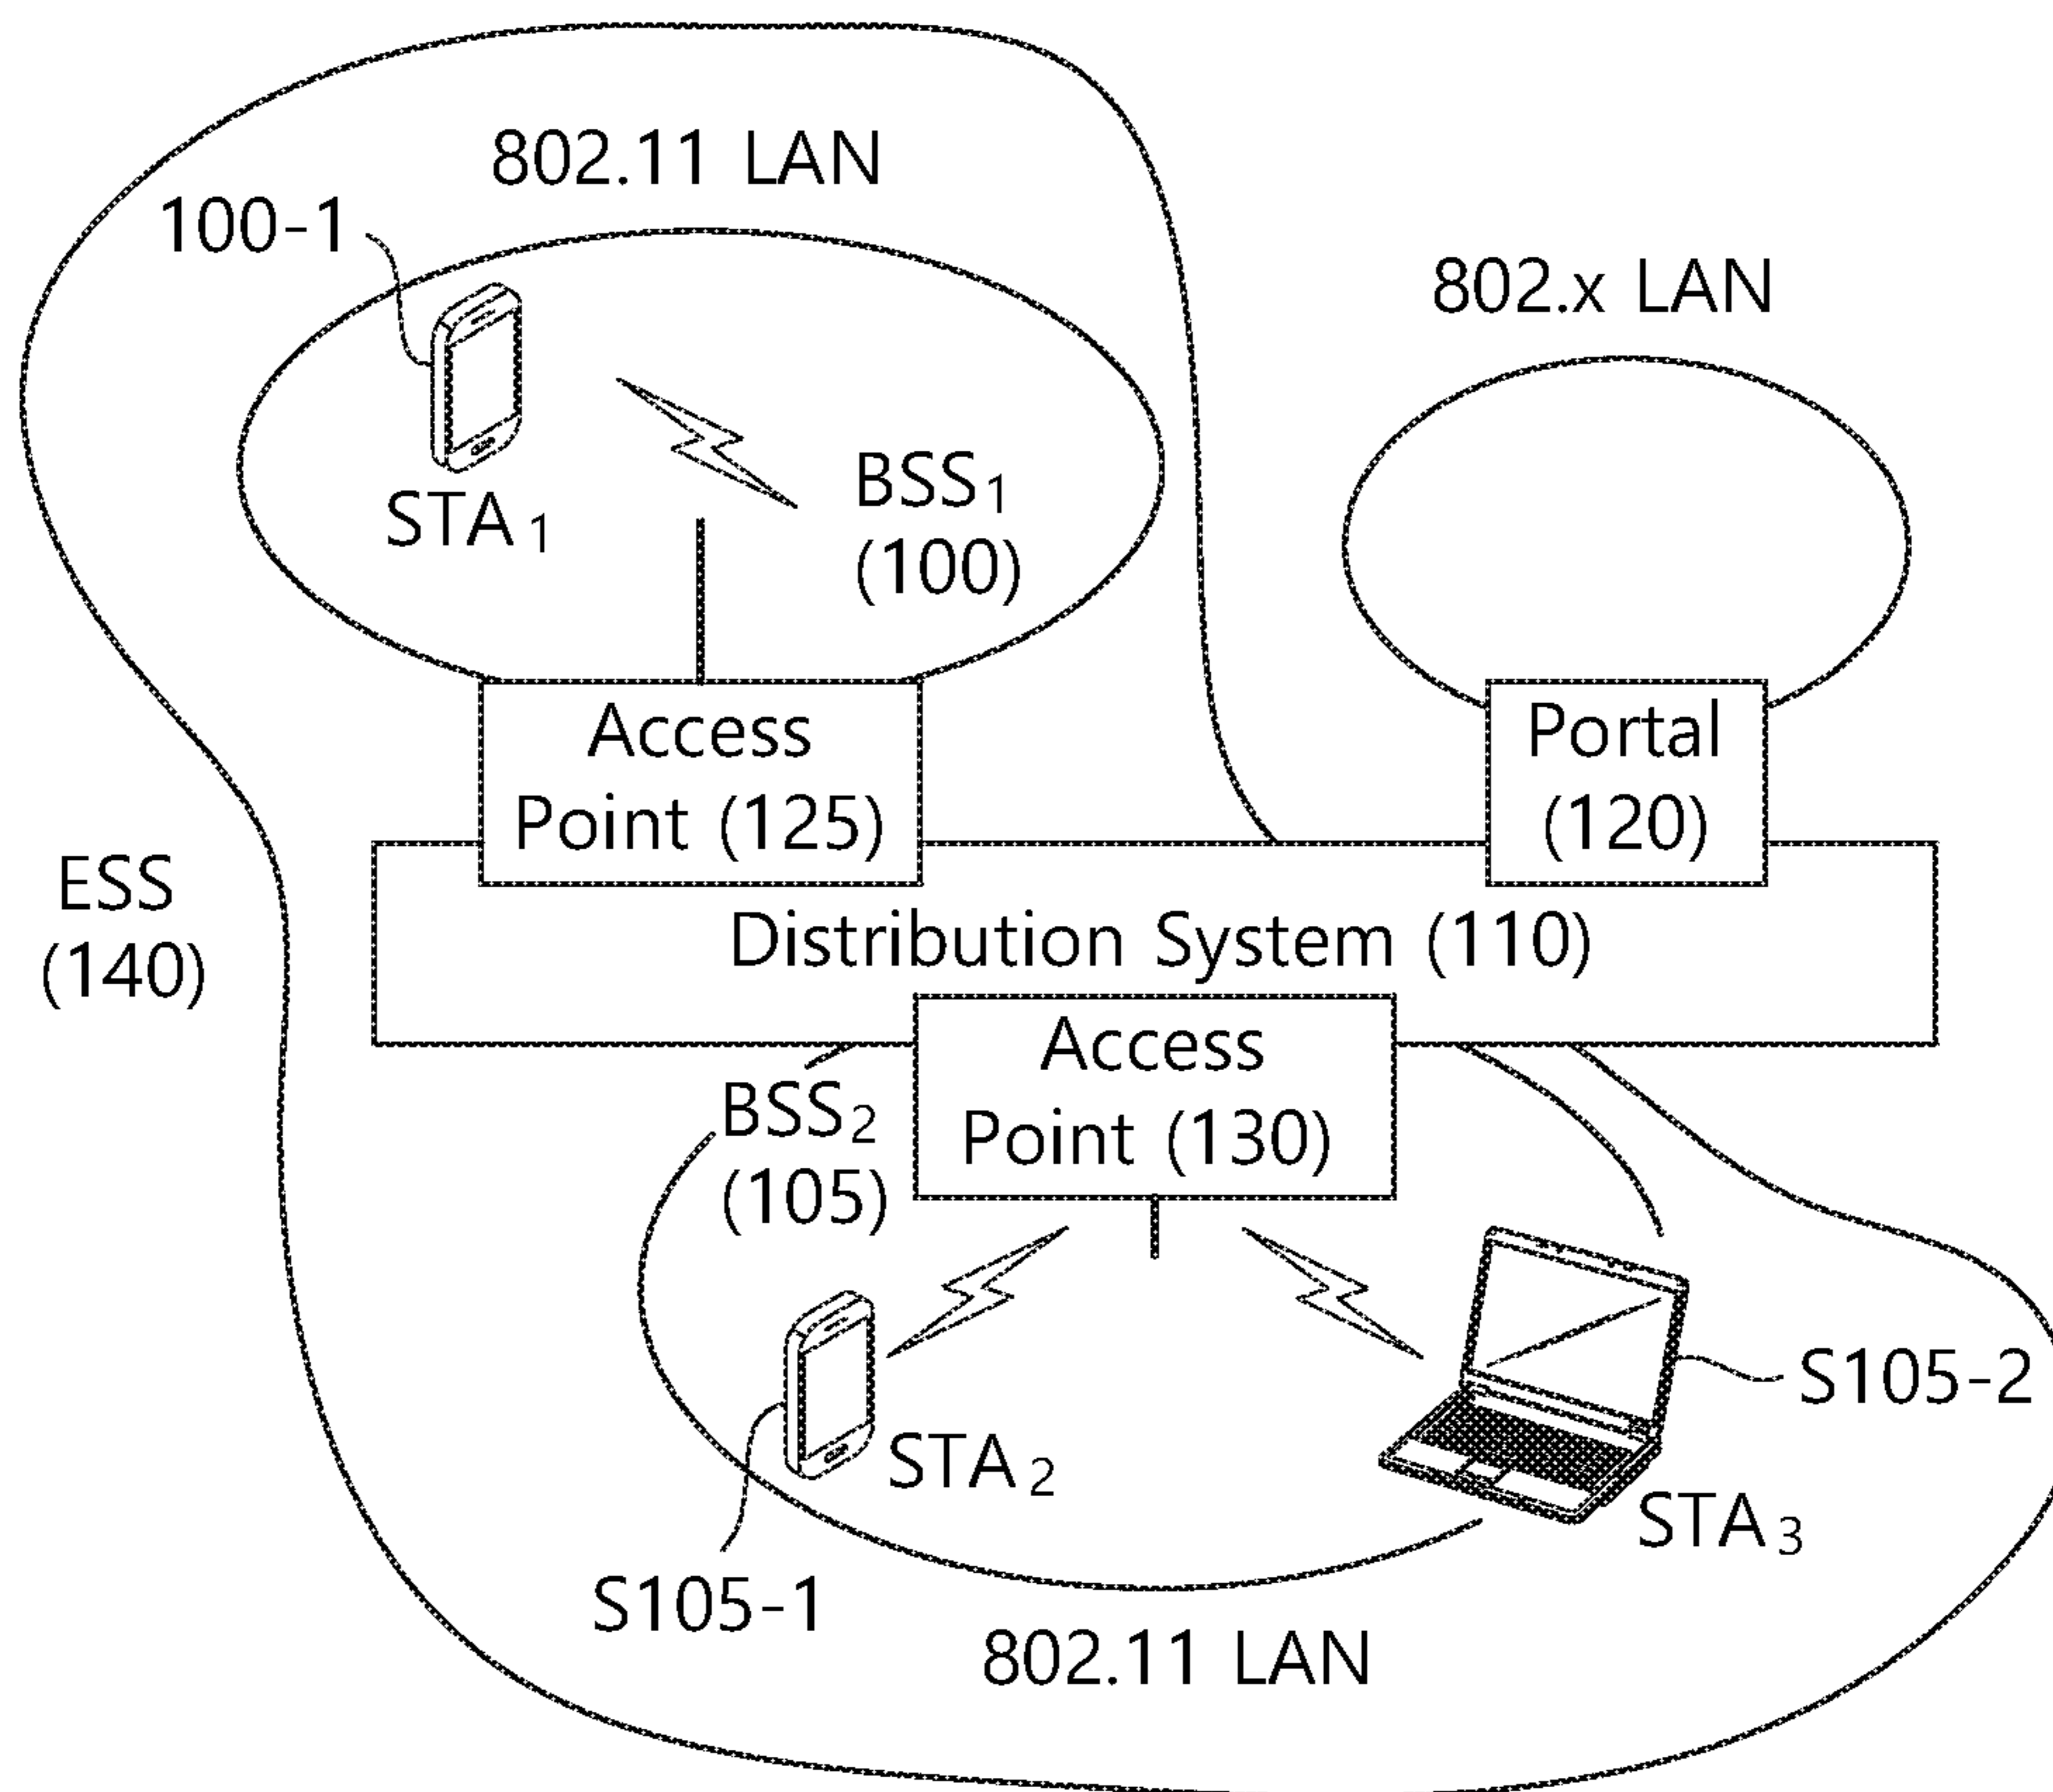 802.11 LAN
100-1
802.x LAN
STA1
BSS1
(100)
Access
Point (125)
Portal
(120)
ESS
(140)
Distribution System (110)
Access
Point (130)
BSS2
(105)
S105-2
STA2
STA3
S105-1
802.11 LAN